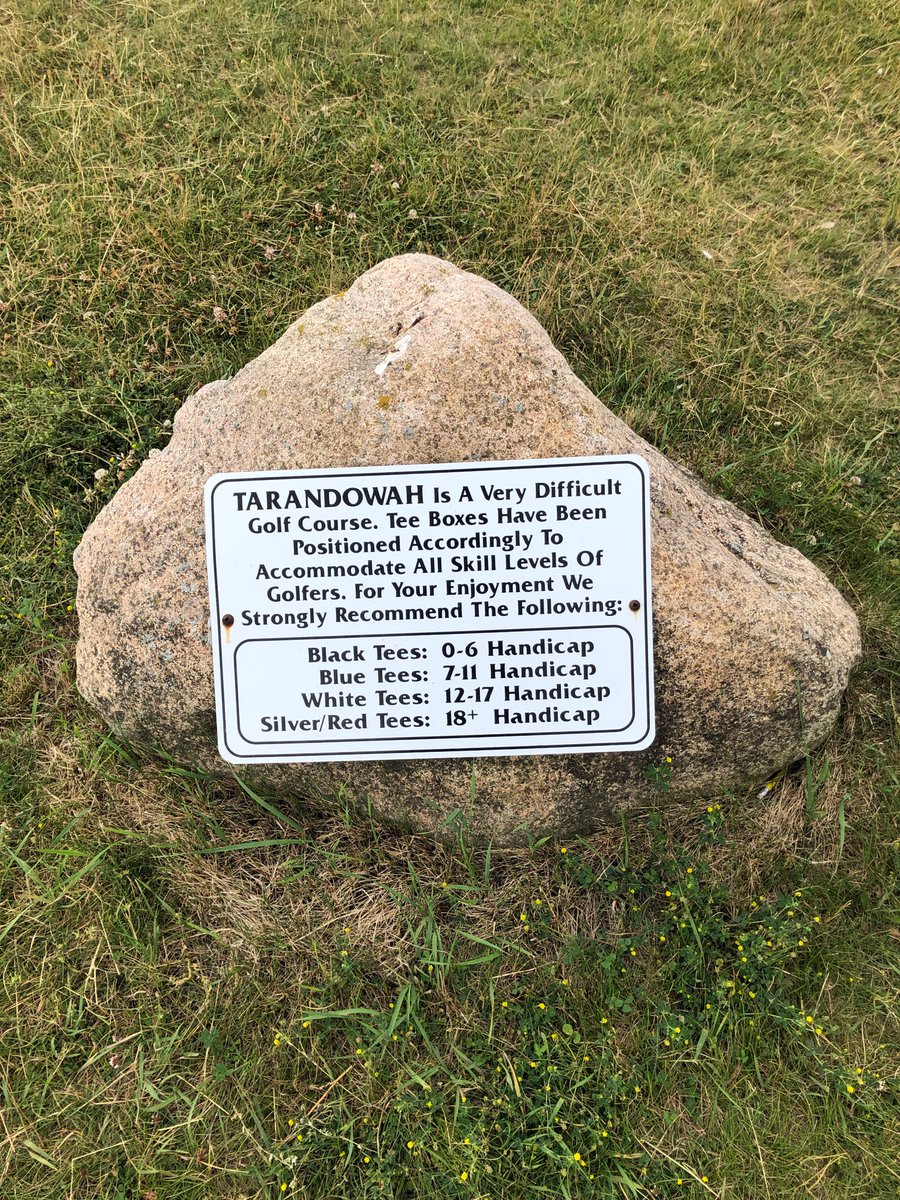 TARANDOWAH Is A Very Difficult
Golf Course. Tee Boxes Have Been
Positioned Accordingly To
Accommodate All Skill Levels Of
Golfers. For Your Enjoyment We
Strongly Recommend The Following:
Black Tees: 0-6 Handicap
Blue Tees: 7-11 Handicap
White Tees: 12-17 Handicap
Silver/Red Tees: 18+ Handicap